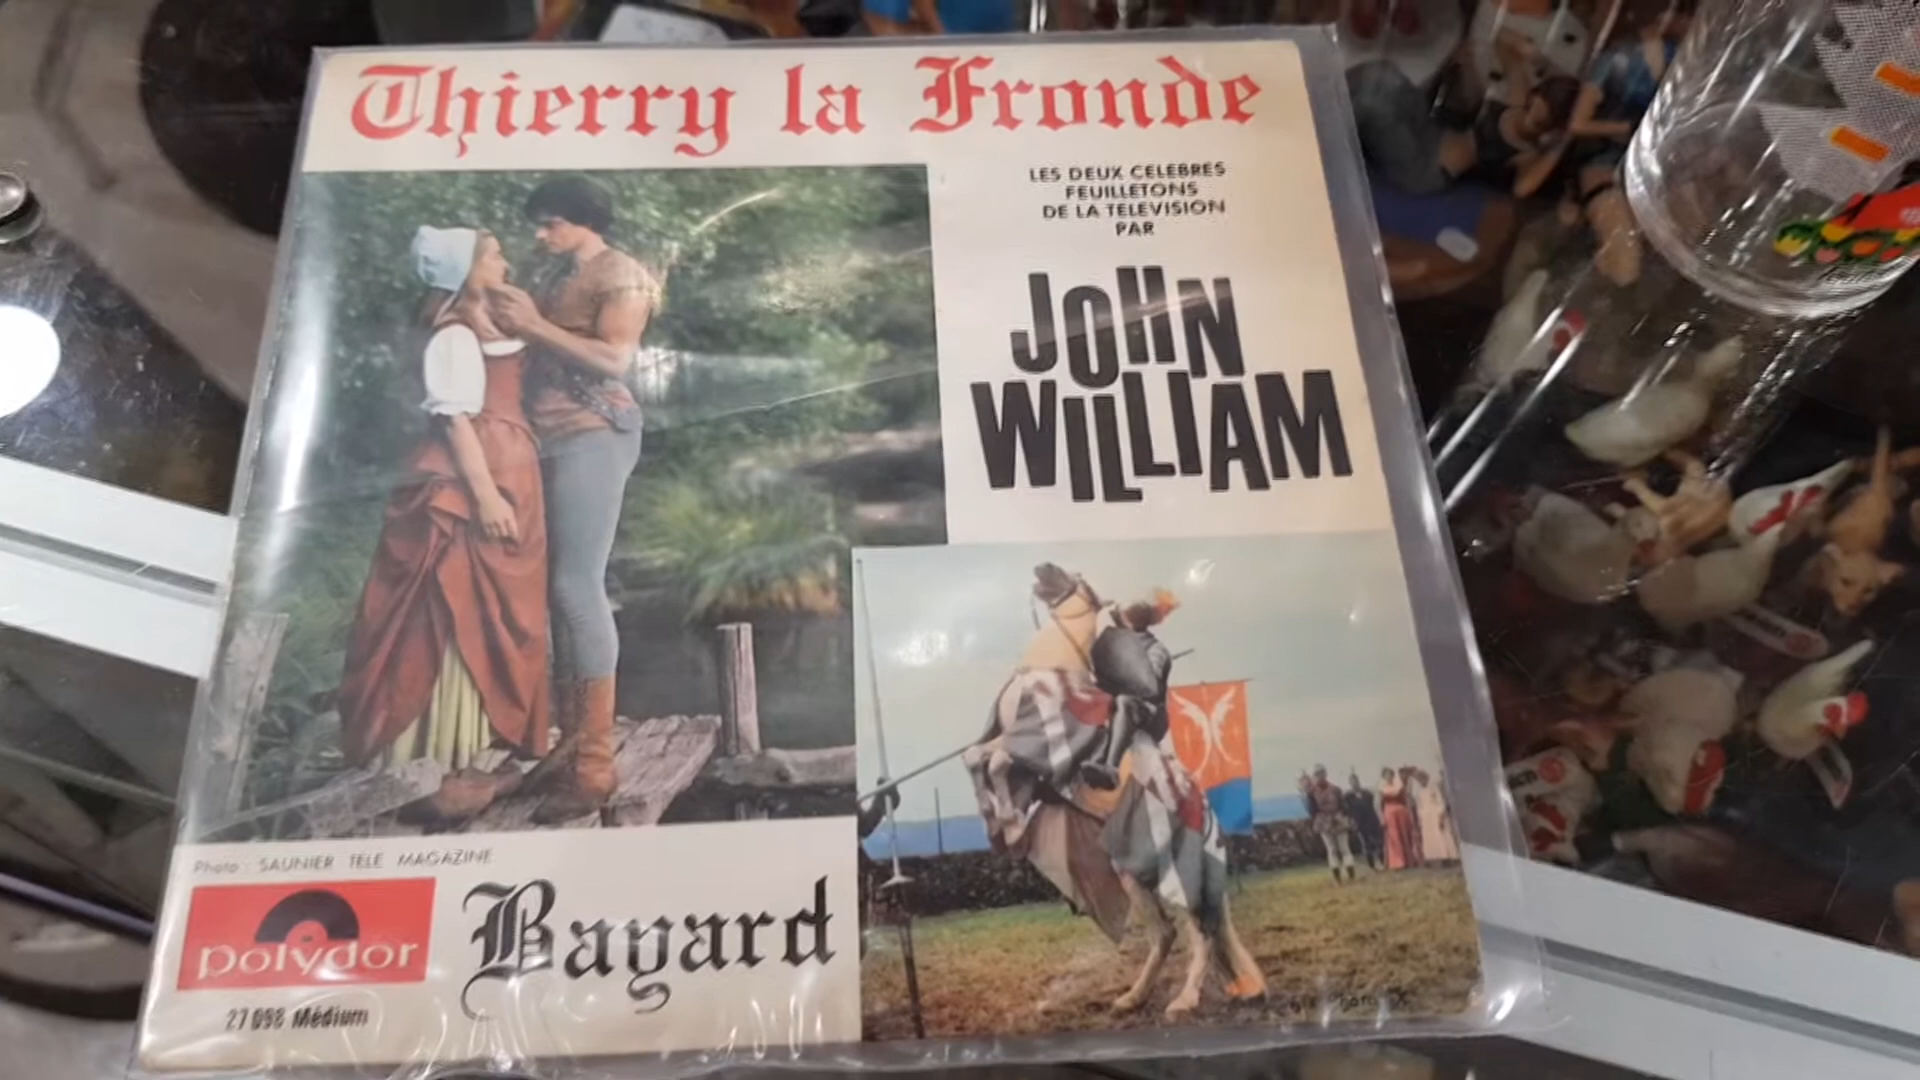 Thierry la Fronde
LES DEUX CELEBRES
FEUILLETONS
DE LA TELEVISION
PAR
JOHN
WILLIAM
Photo : SAUNIER TELE MAGAZINE
polydor
Bayard
27 098 Médium